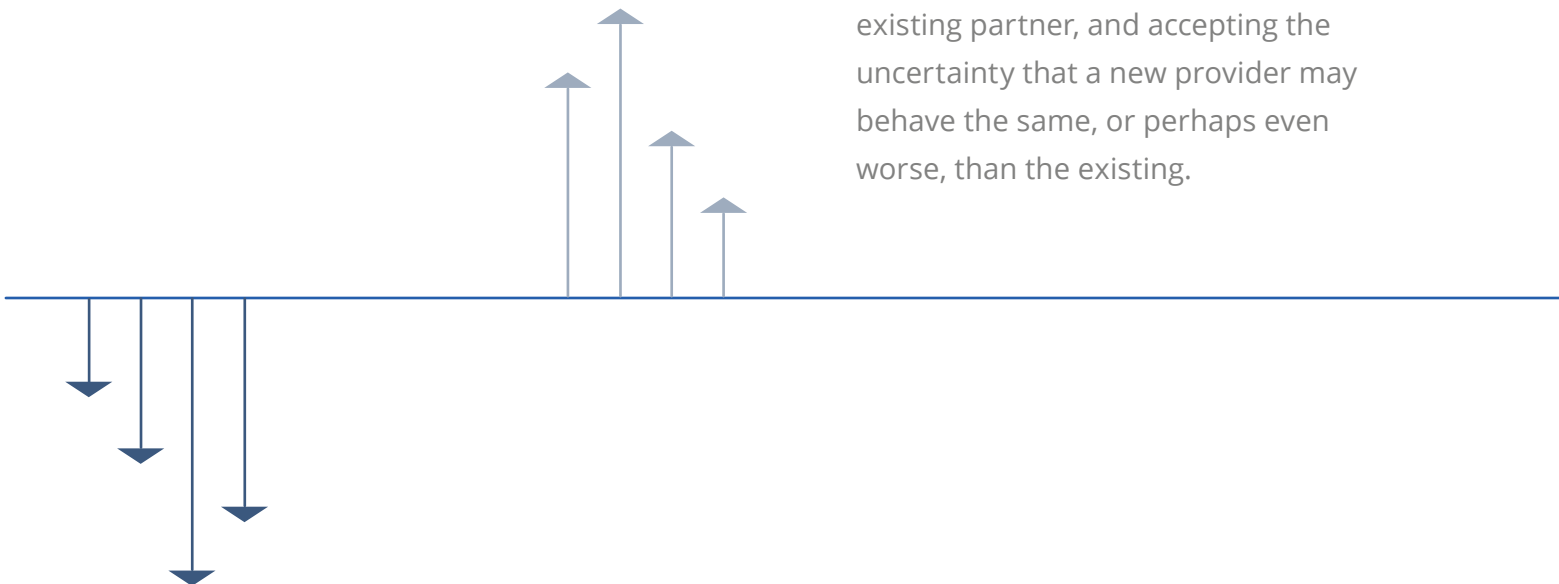 existing partner, and accepting the
uncertainty that a new provider may
behave the same, or perhaps even
worse, than the existing.